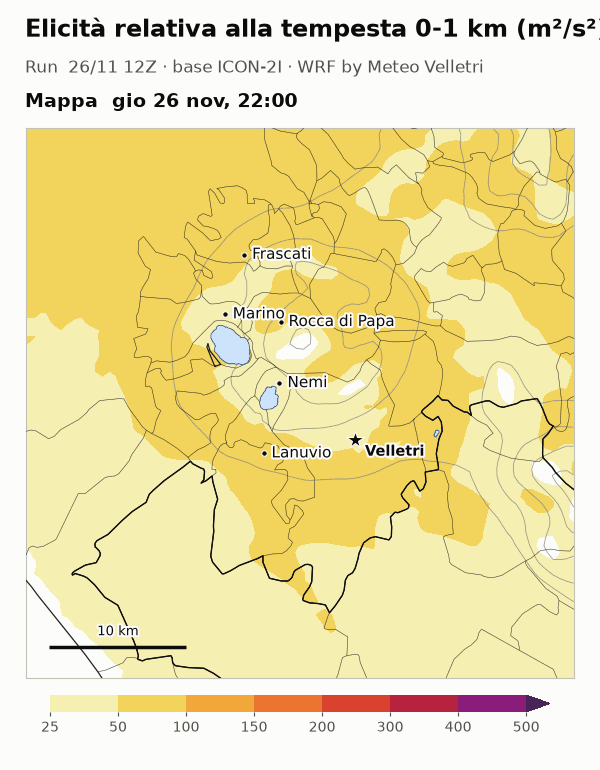 Elicità relativa alla tempesta 0-1 km (m²/s²)
Run 26/11 12Z · base ICON-2I · WRF by Meteo Velletri
Mappa gio 26 nov, 22:00
Frascati
Marino
Rocca di Papa
Nemi
Lanuvio
Velletri
10 km
25 50 100 150 200 300 400 500